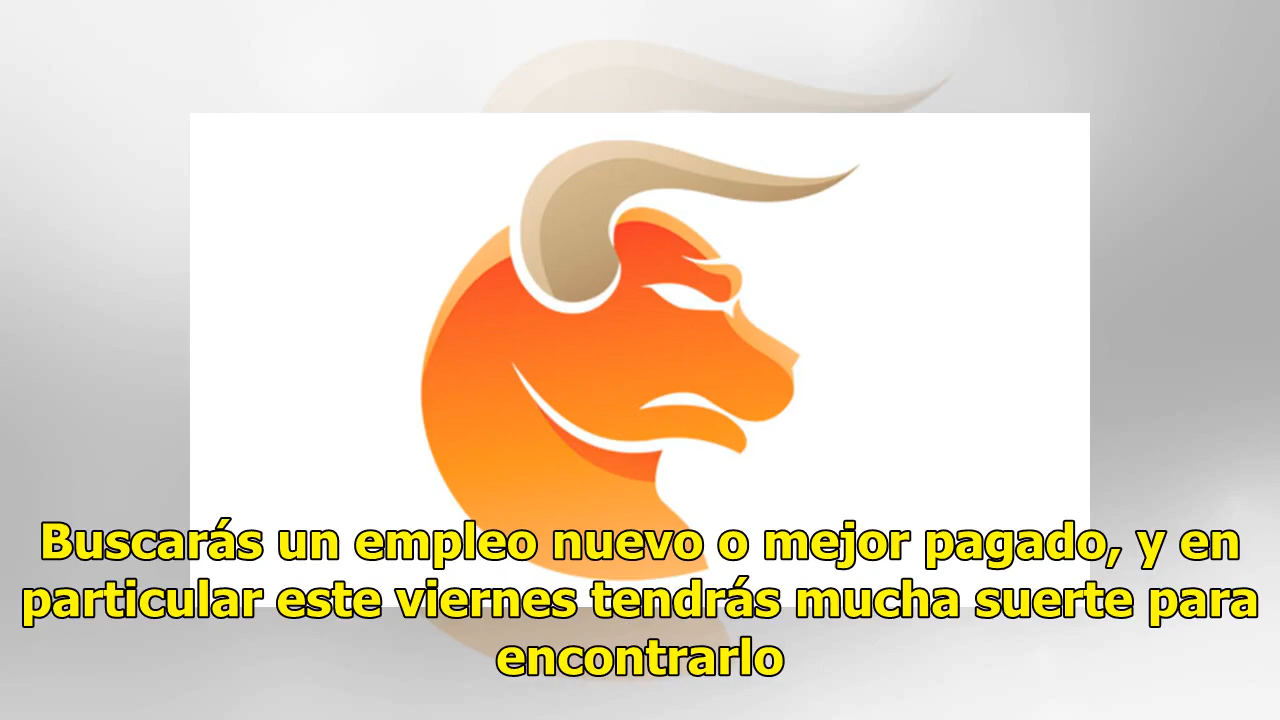 Buscarás un empleo nuevo o mejor pagado, y en
particular este viernes tendrás mucha suerte para
encontrarlo